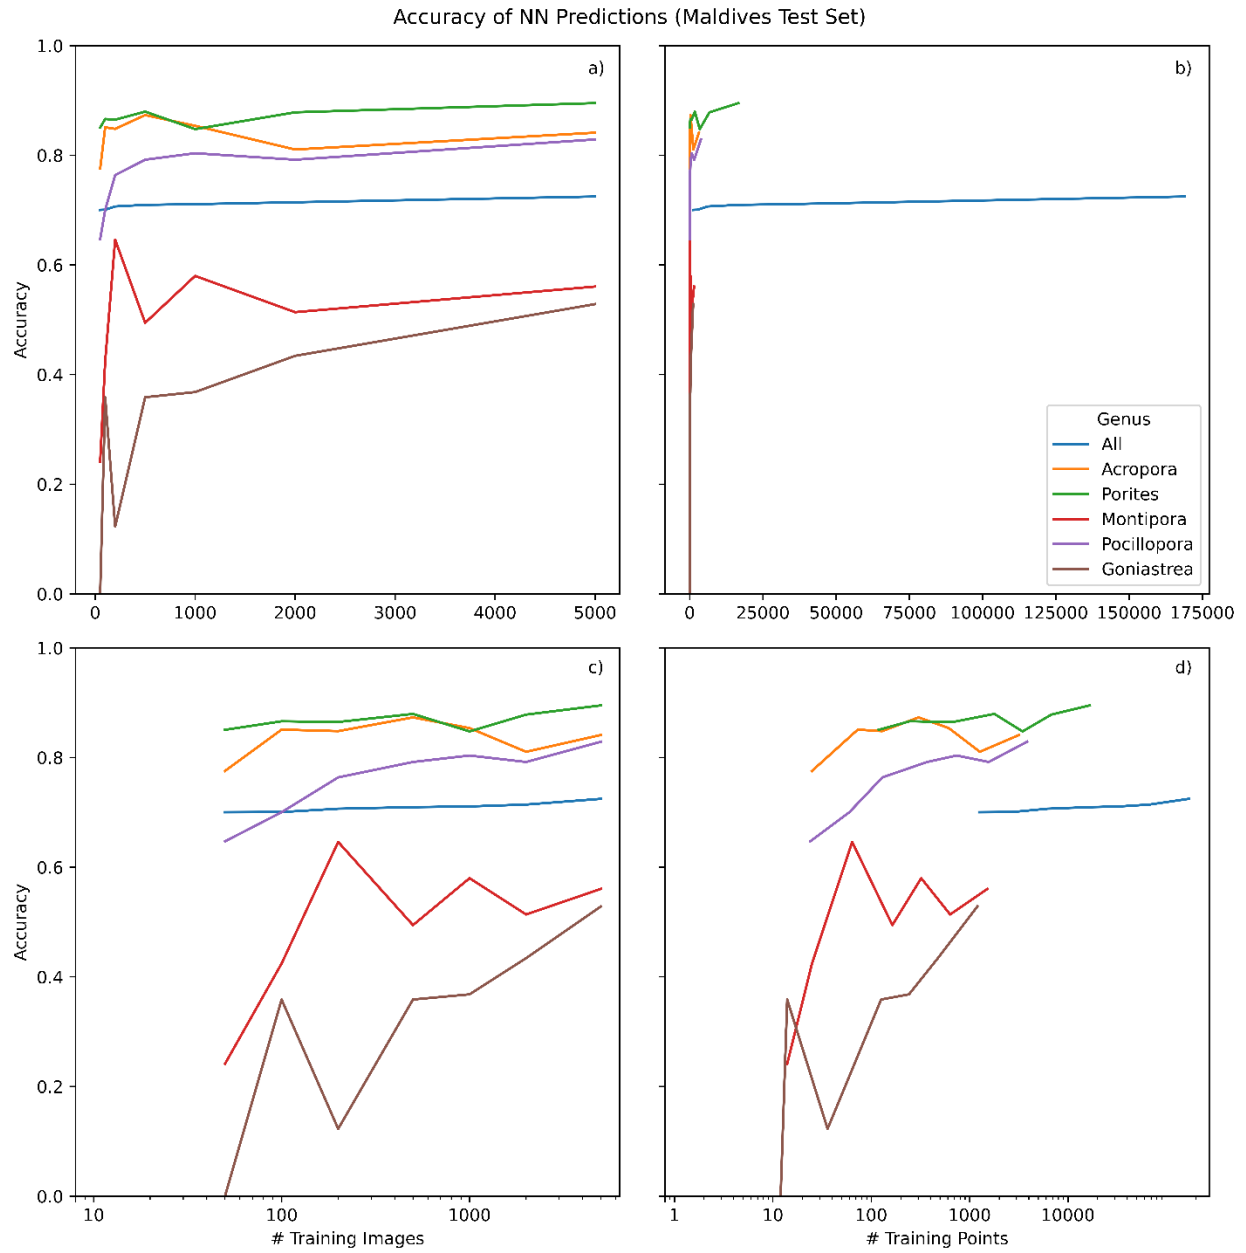 Accuracy of NN Predictions (Maldives Test Set)
a)
1.0
0.8
0.6
0.4
0.2
0.0
Accuracy
0 1000 2000 3000 4000 5000
b)
Genus
All
Acropora
Porites
Montipora
Pocillopora
Goniastrea
0 25000 50000 75000 100000 125000 150000 175000
c)
1.0
0.8
0.6
0.4
0.2
0.0
Accuracy
10 100 1000
# Training Images
d)
1 10 100 1000 10000
# Training Points